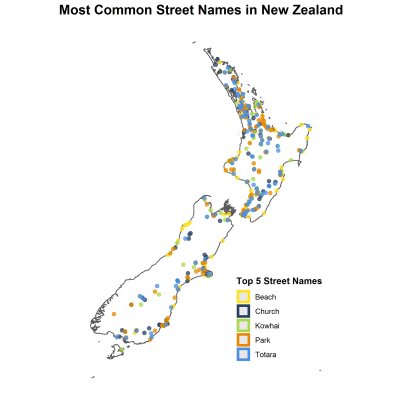 Most Common Street Names in New Zealand
Top 5 Street Names
Beach
Church
Kowhai
Park
Totara